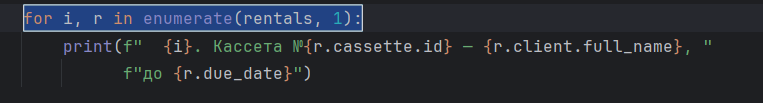 for i, r in enumerate(rentals, 1):
print(f"  {i}. Кассета №{r.cassette.id} — {r.client.full_name}, "
f"до {r.due_date}")